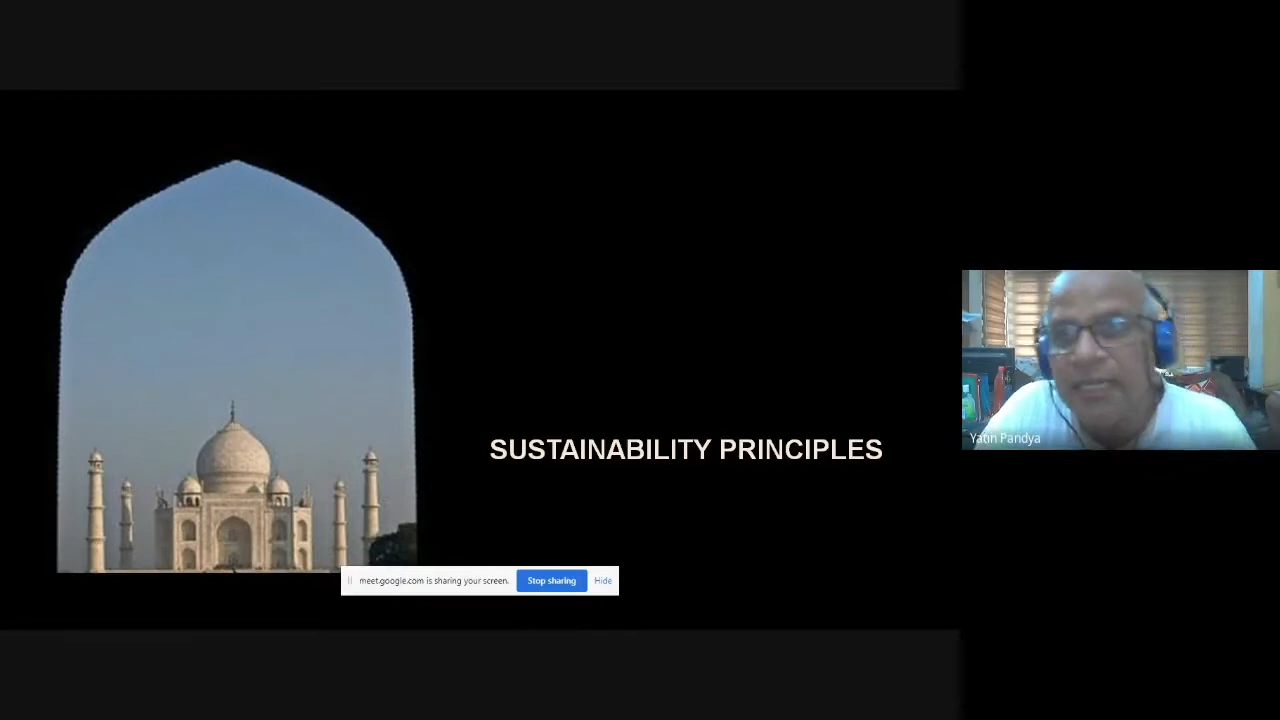 SUSTAINABILITY PRINCIPLES
Yatin Pandya
meet.google.com is sharing your screen. Stop sharing Hide